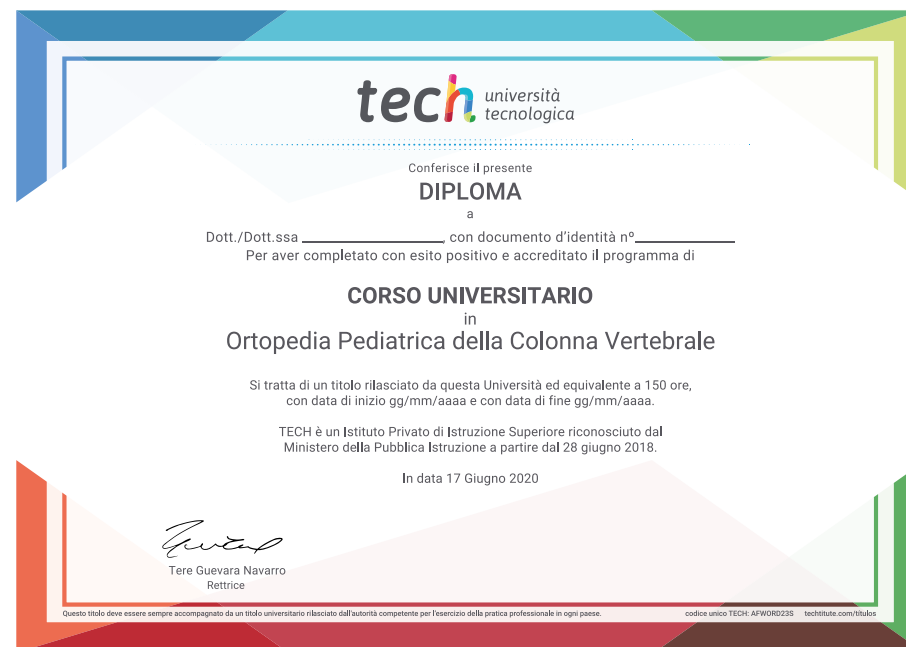 tech università
tecnologica
Conferisce il presente
DIPLOMA
a
Dott./Dott.ssa _________________, con documento d'identità nº____________
Per aver completato con esito positivo e accreditato il programma di
CORSO UNIVERSITARIO
in
Ortopedia Pediatrica della Colonna Vertebrale
Si tratta di un titolo rilasciato da questa Università ed equivalente a 150 ore,
con data di inizio gg/mm/aaaa e con data di fine gg/mm/aaaa.
TECH è un Istituto Privato di Istruzione Superiore riconosciuto dal
Ministero della Pubblica Istruzione a partire dal 28 giugno 2018.
In data 17 Giugno 2020
Tere Guevara Navarro
Rettrice
Questo titolo deve essere sempre accompagnato da un titolo universitario rilasciato dall'autorità competente per l'esercizio della pratica professionale in ogni paese. codice unico TECH: AFWORD23S techtitute.com/títulos